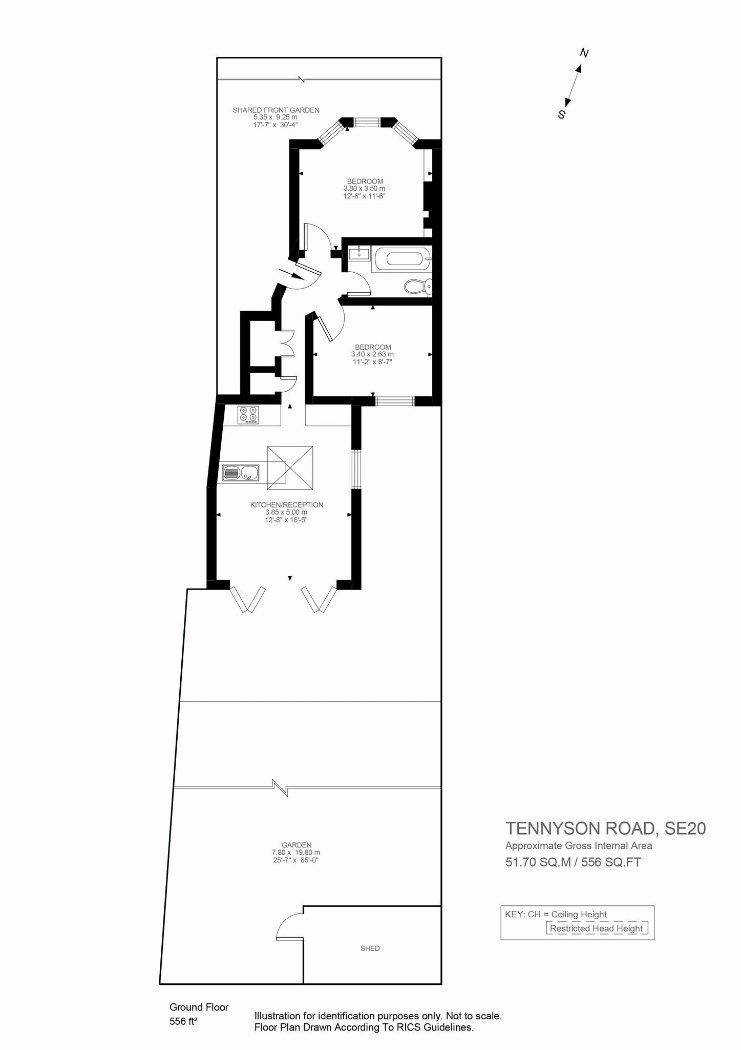 N
S
SHARED FRONT GARDEN
5.35 x 9.25 m
17'-7" x 30'-4"
BEDROOM
3.80 x 3.50 m
12'-6" x 11'-6"
BEDROOM
3.40 x 2.63 m
11'-2" x 8'-7"
KITCHEN/RECEPTION
3.85 x 5.00 m
12'-8" x 16'-5"
GARDEN
7.80 x 19.80 m
25'-7" x 65'-0"
SHED
TENNYSON ROAD, SE20
Approximate Gross Internal Area
51.70 SQ.M / 556 SQ.FT
KEY: CH = Ceiling Height
Restricted Head Height
Ground Floor
556 ft²
Illustration for identification purposes only. Not to scale.
Floor Plan Drawn According To RICS Guidelines.